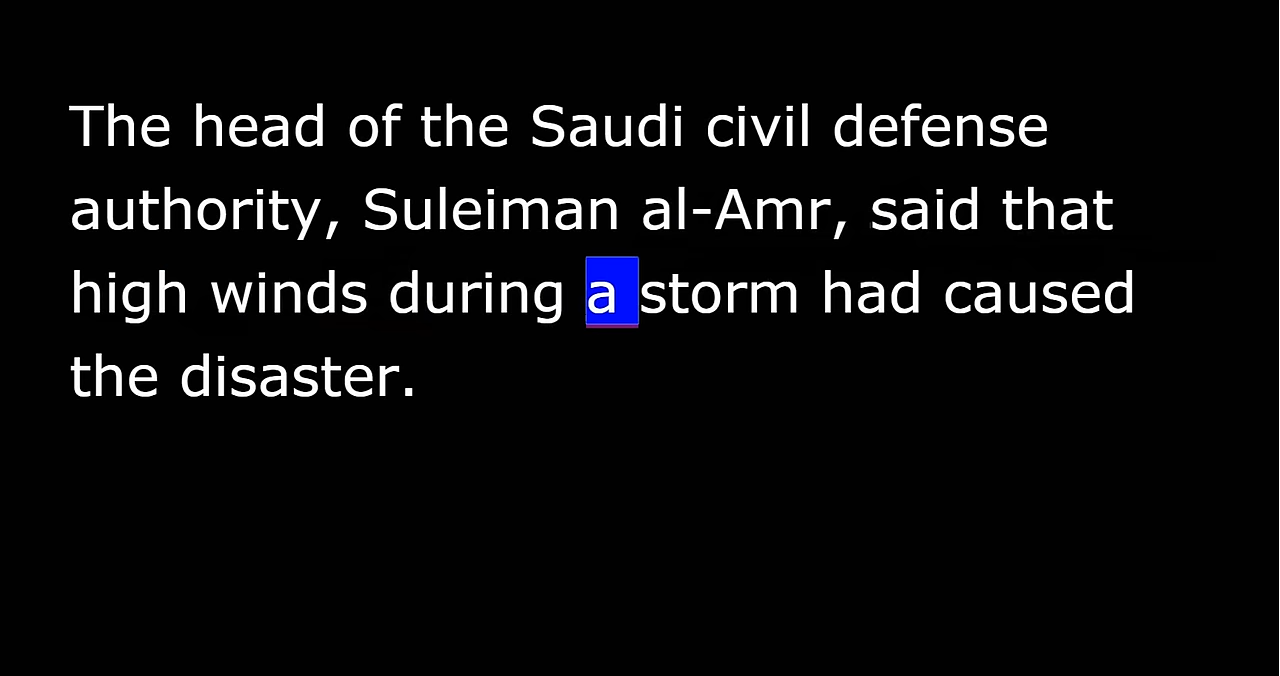 The head of the Saudi civil defense
authority, Suleiman al-Amr, said that
high winds during a storm had caused
the disaster.